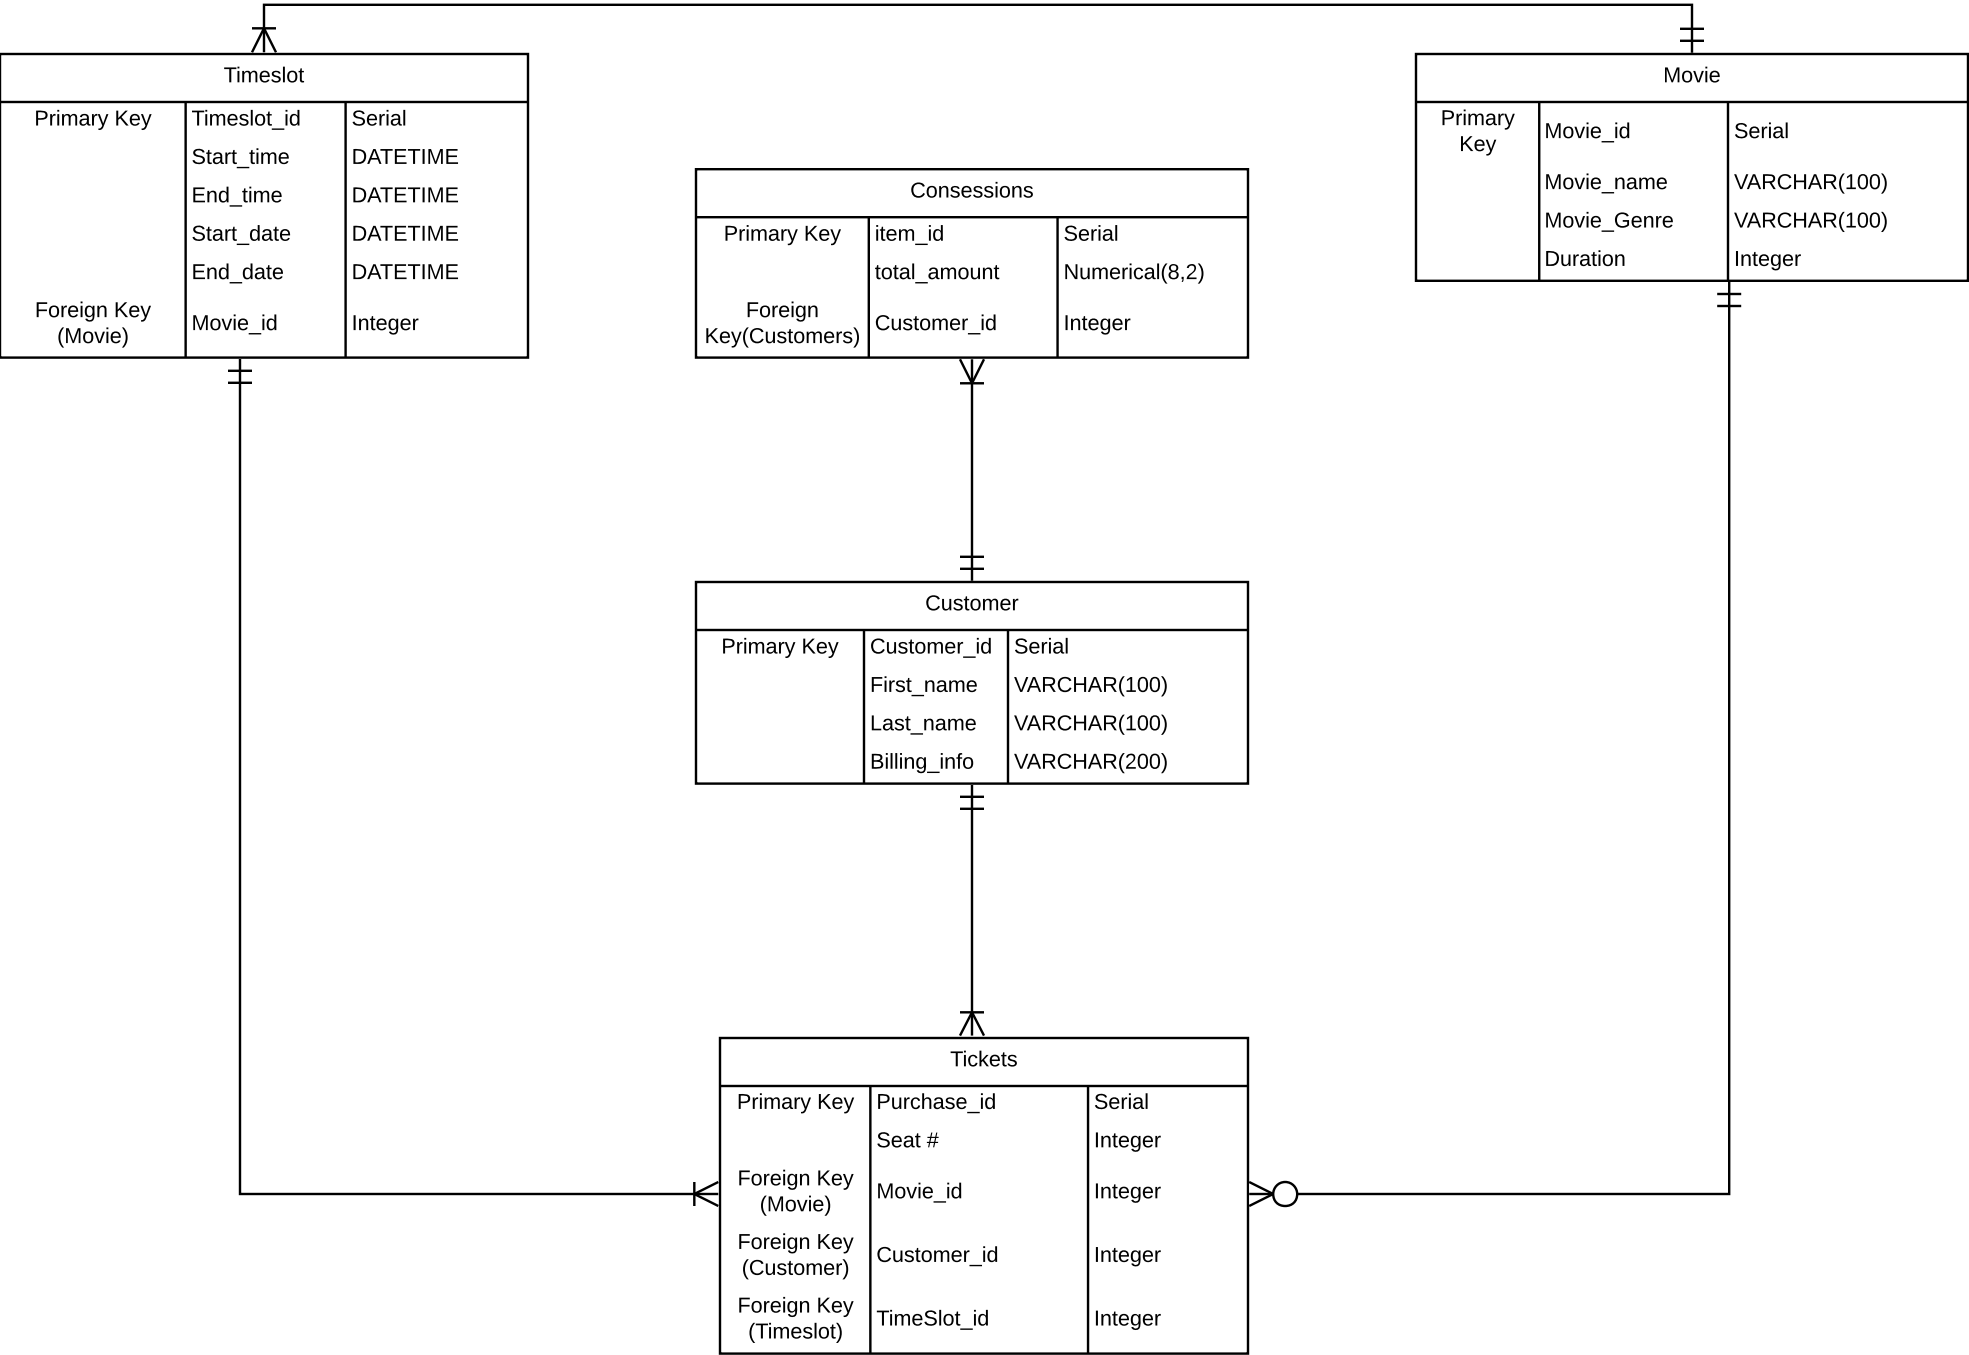 Timeslot
Primary Key Timeslot_id Serial
Start_time DATETIME
End_time DATETIME
Start_date DATETIME
End_date DATETIME
Foreign Key
(Movie) Movie_id Integer
Movie
Primary
Key Movie_id Serial
Movie_name VARCHAR(100)
Movie_Genre VARCHAR(100)
Duration Integer
Consessions
Primary Key item_id Serial
total_amount Numerical(8,2)
Foreign
Key(Customers) Customer_id Integer
Customer
Primary Key Customer_id Serial
First_name VARCHAR(100)
Last_name VARCHAR(100)
Billing_info VARCHAR(200)
Tickets
Primary Key Purchase_id Serial
Seat # Integer
Foreign Key
(Movie) Movie_id Integer
Foreign Key
(Customer) Customer_id Integer
Foreign Key
(Timeslot) TimeSlot_id Integer